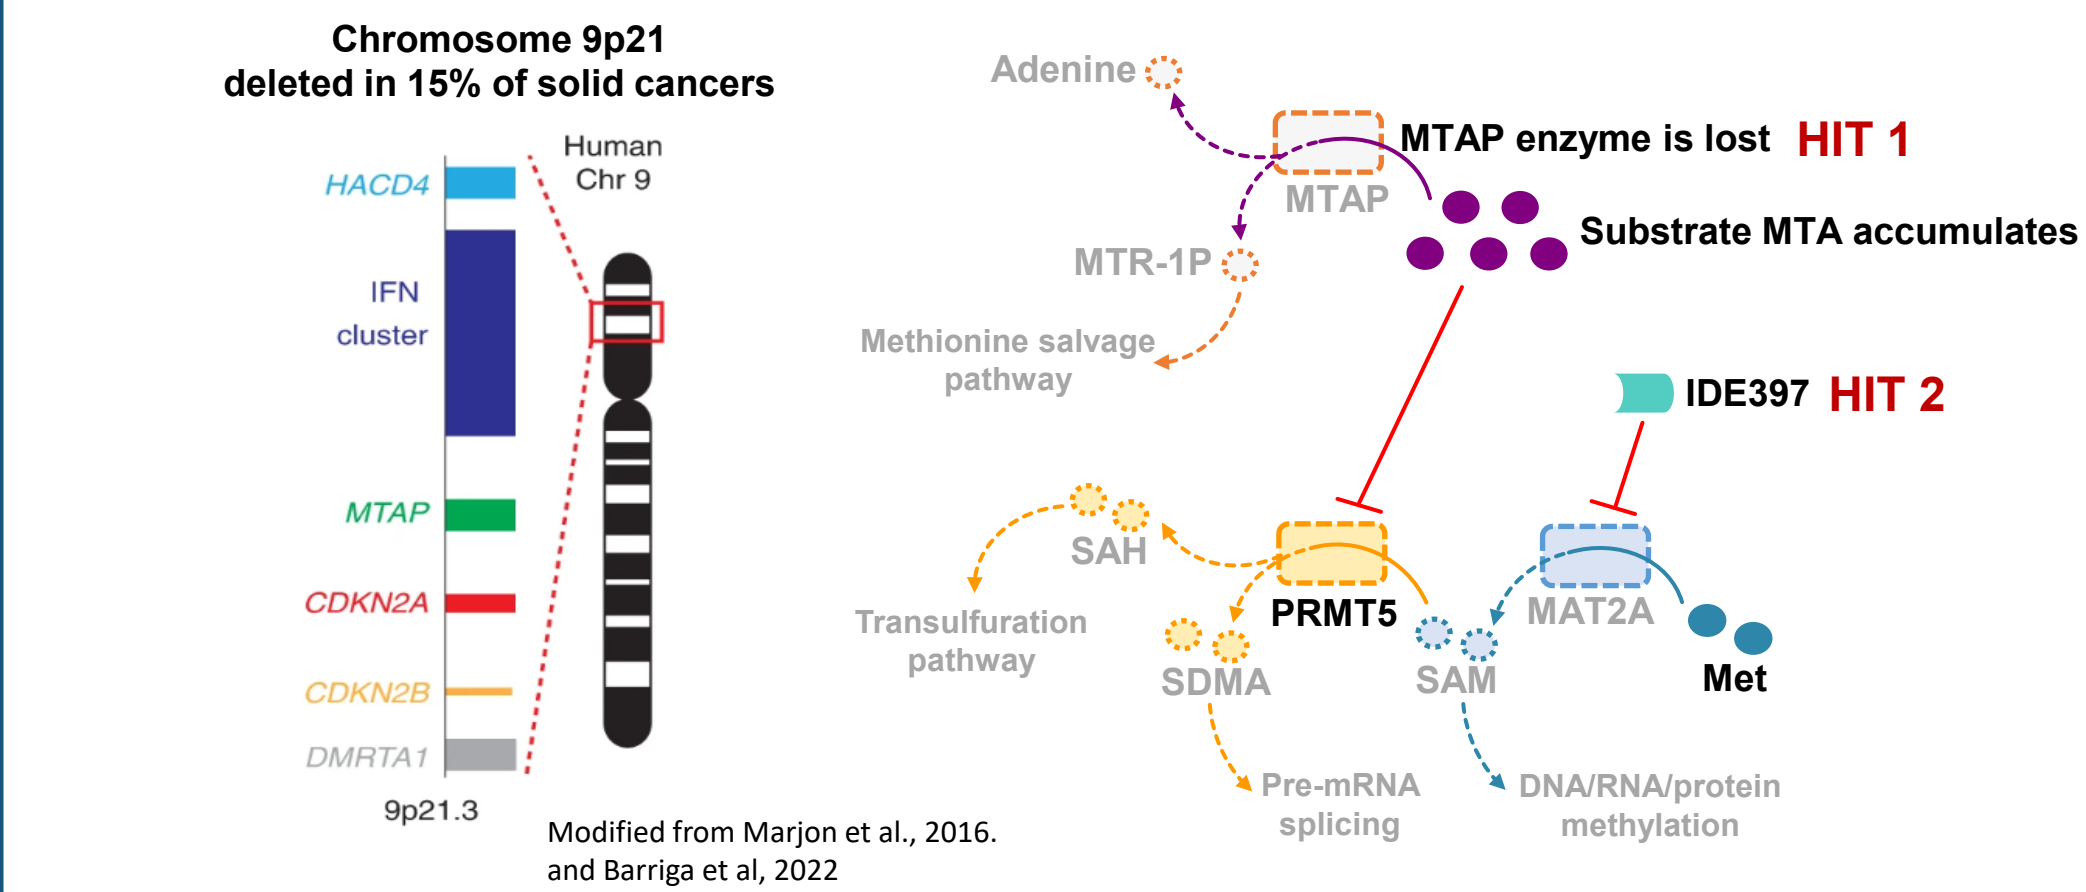 Chromosome 9p21
deleted in 15% of solid cancers
Human
Chr 9
HACD4
IFN
cluster
MTAP
CDKN2A
CDKN2B
DMRTA1
9p21.3
Modified from Marjon et al., 2016.
and Barriga et al, 2022
Adenine
MTAP enzyme is lost HIT 1
MTAP
Substrate MTA accumulates
MTR-1P
Methionine salvage
pathway
IDE397 HIT 2
SAH
PRMT5
MAT2A
Transulfuration
pathway
SDMA
SAM
Met
Pre-mRNA
splicing
DNA/RNA/protein
methylation